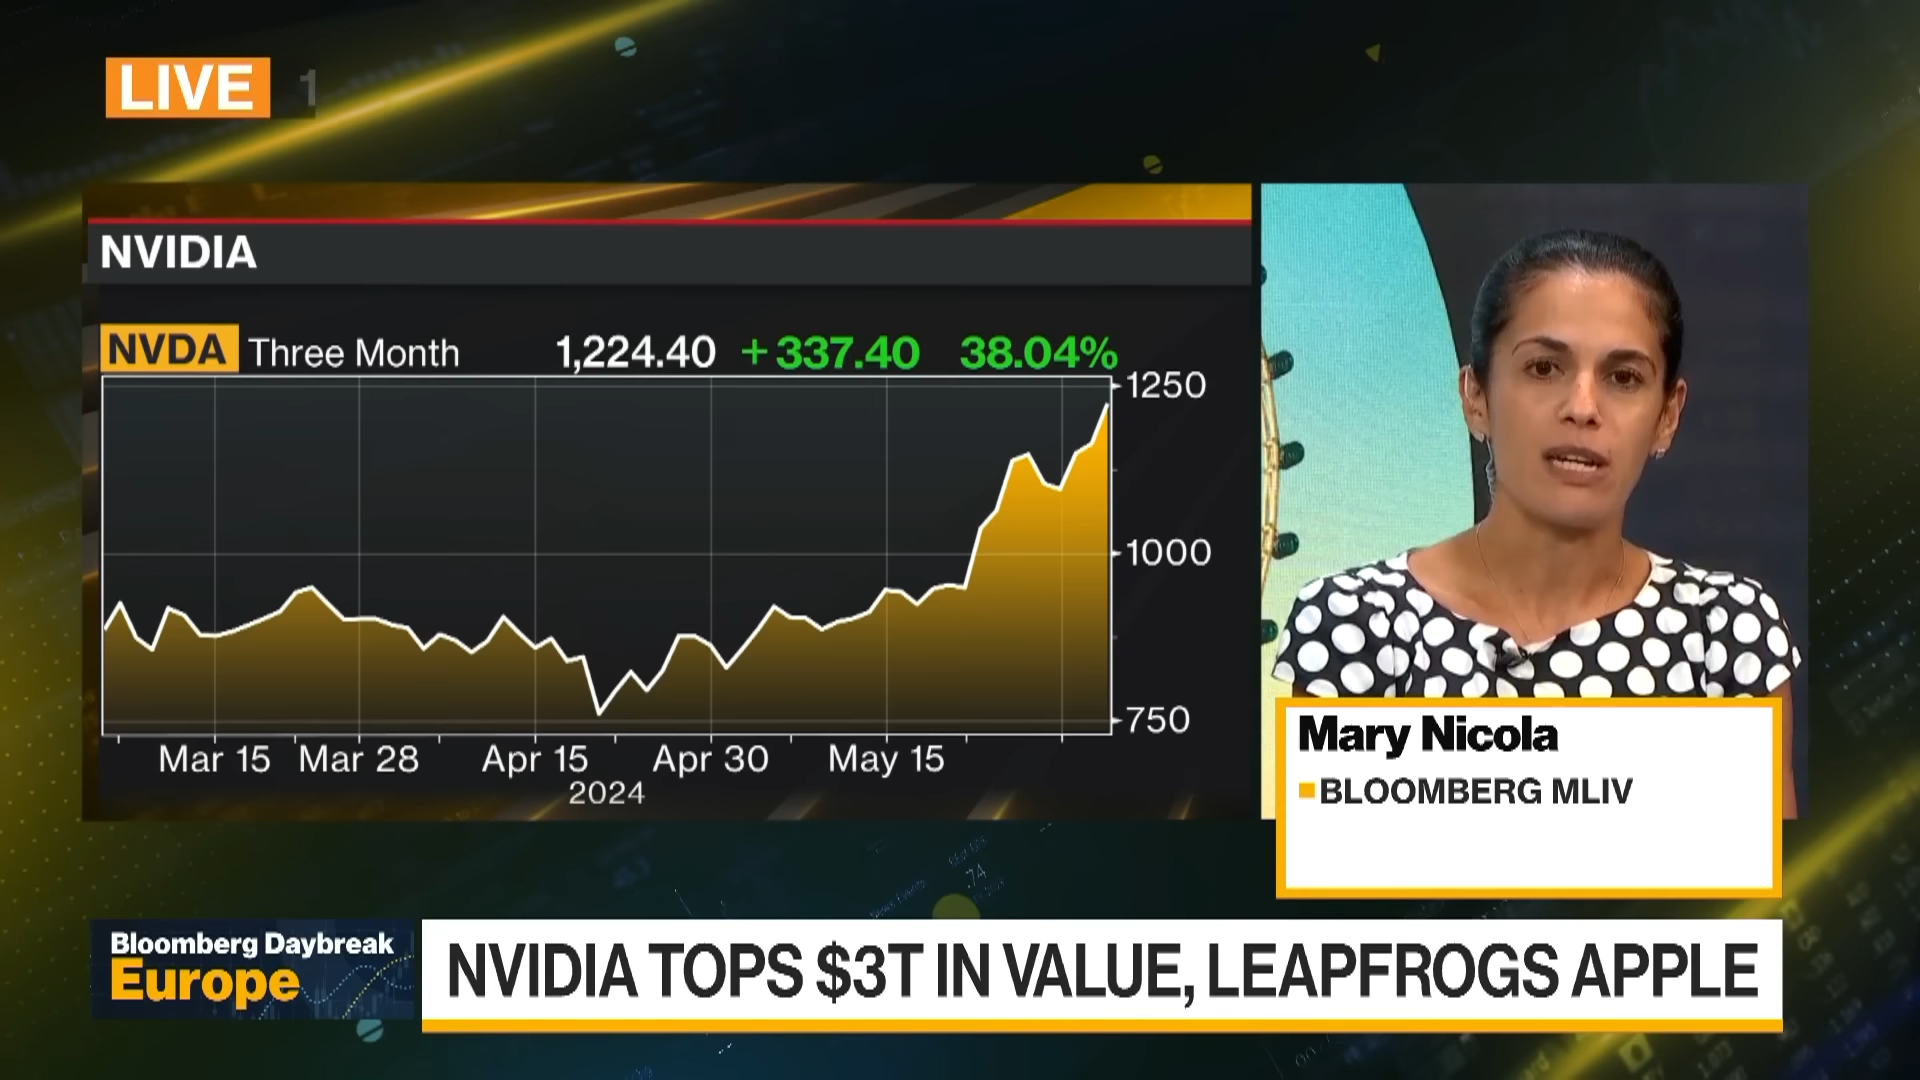 LIVE 1
NVIDIA
NVDA Three Month 1,224.40 +337.40 38.04%
1250
1000
750
Mar 15 Mar 28 Apr 15 Apr 30 May 15
2024
Mary Nicola
BLOOMBERG MLIV
.74
Bloomberg Daybreak
Europe
NVIDIA TOPS $3T IN VALUE, LEAPFROGS APPLE